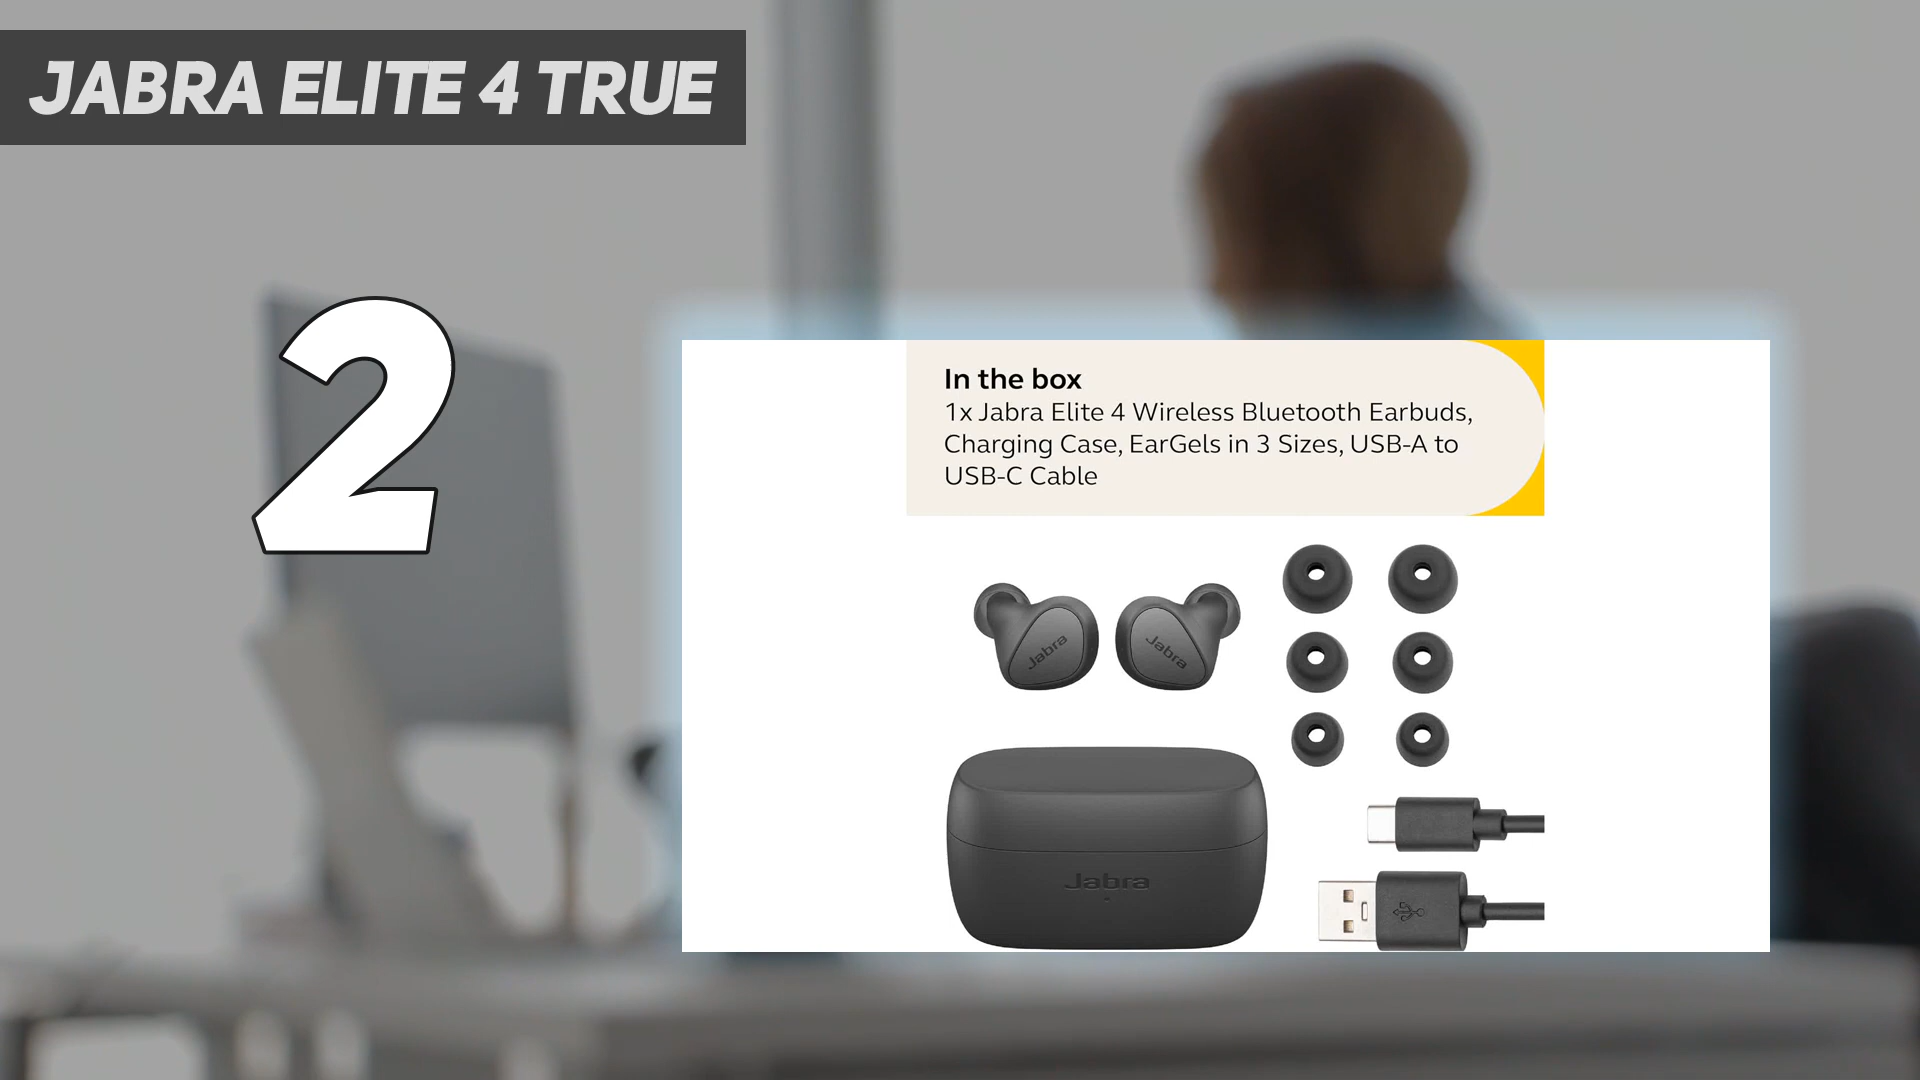 JABRA ELITE 4 TRUE
2
In the box
1x Jabra Elite 4 Wireless Bluetooth Earbuds,
Charging Case, EarGels in 3 Sizes, USB-A to
USB-C Cable
Jabra
Jabra
Jabra